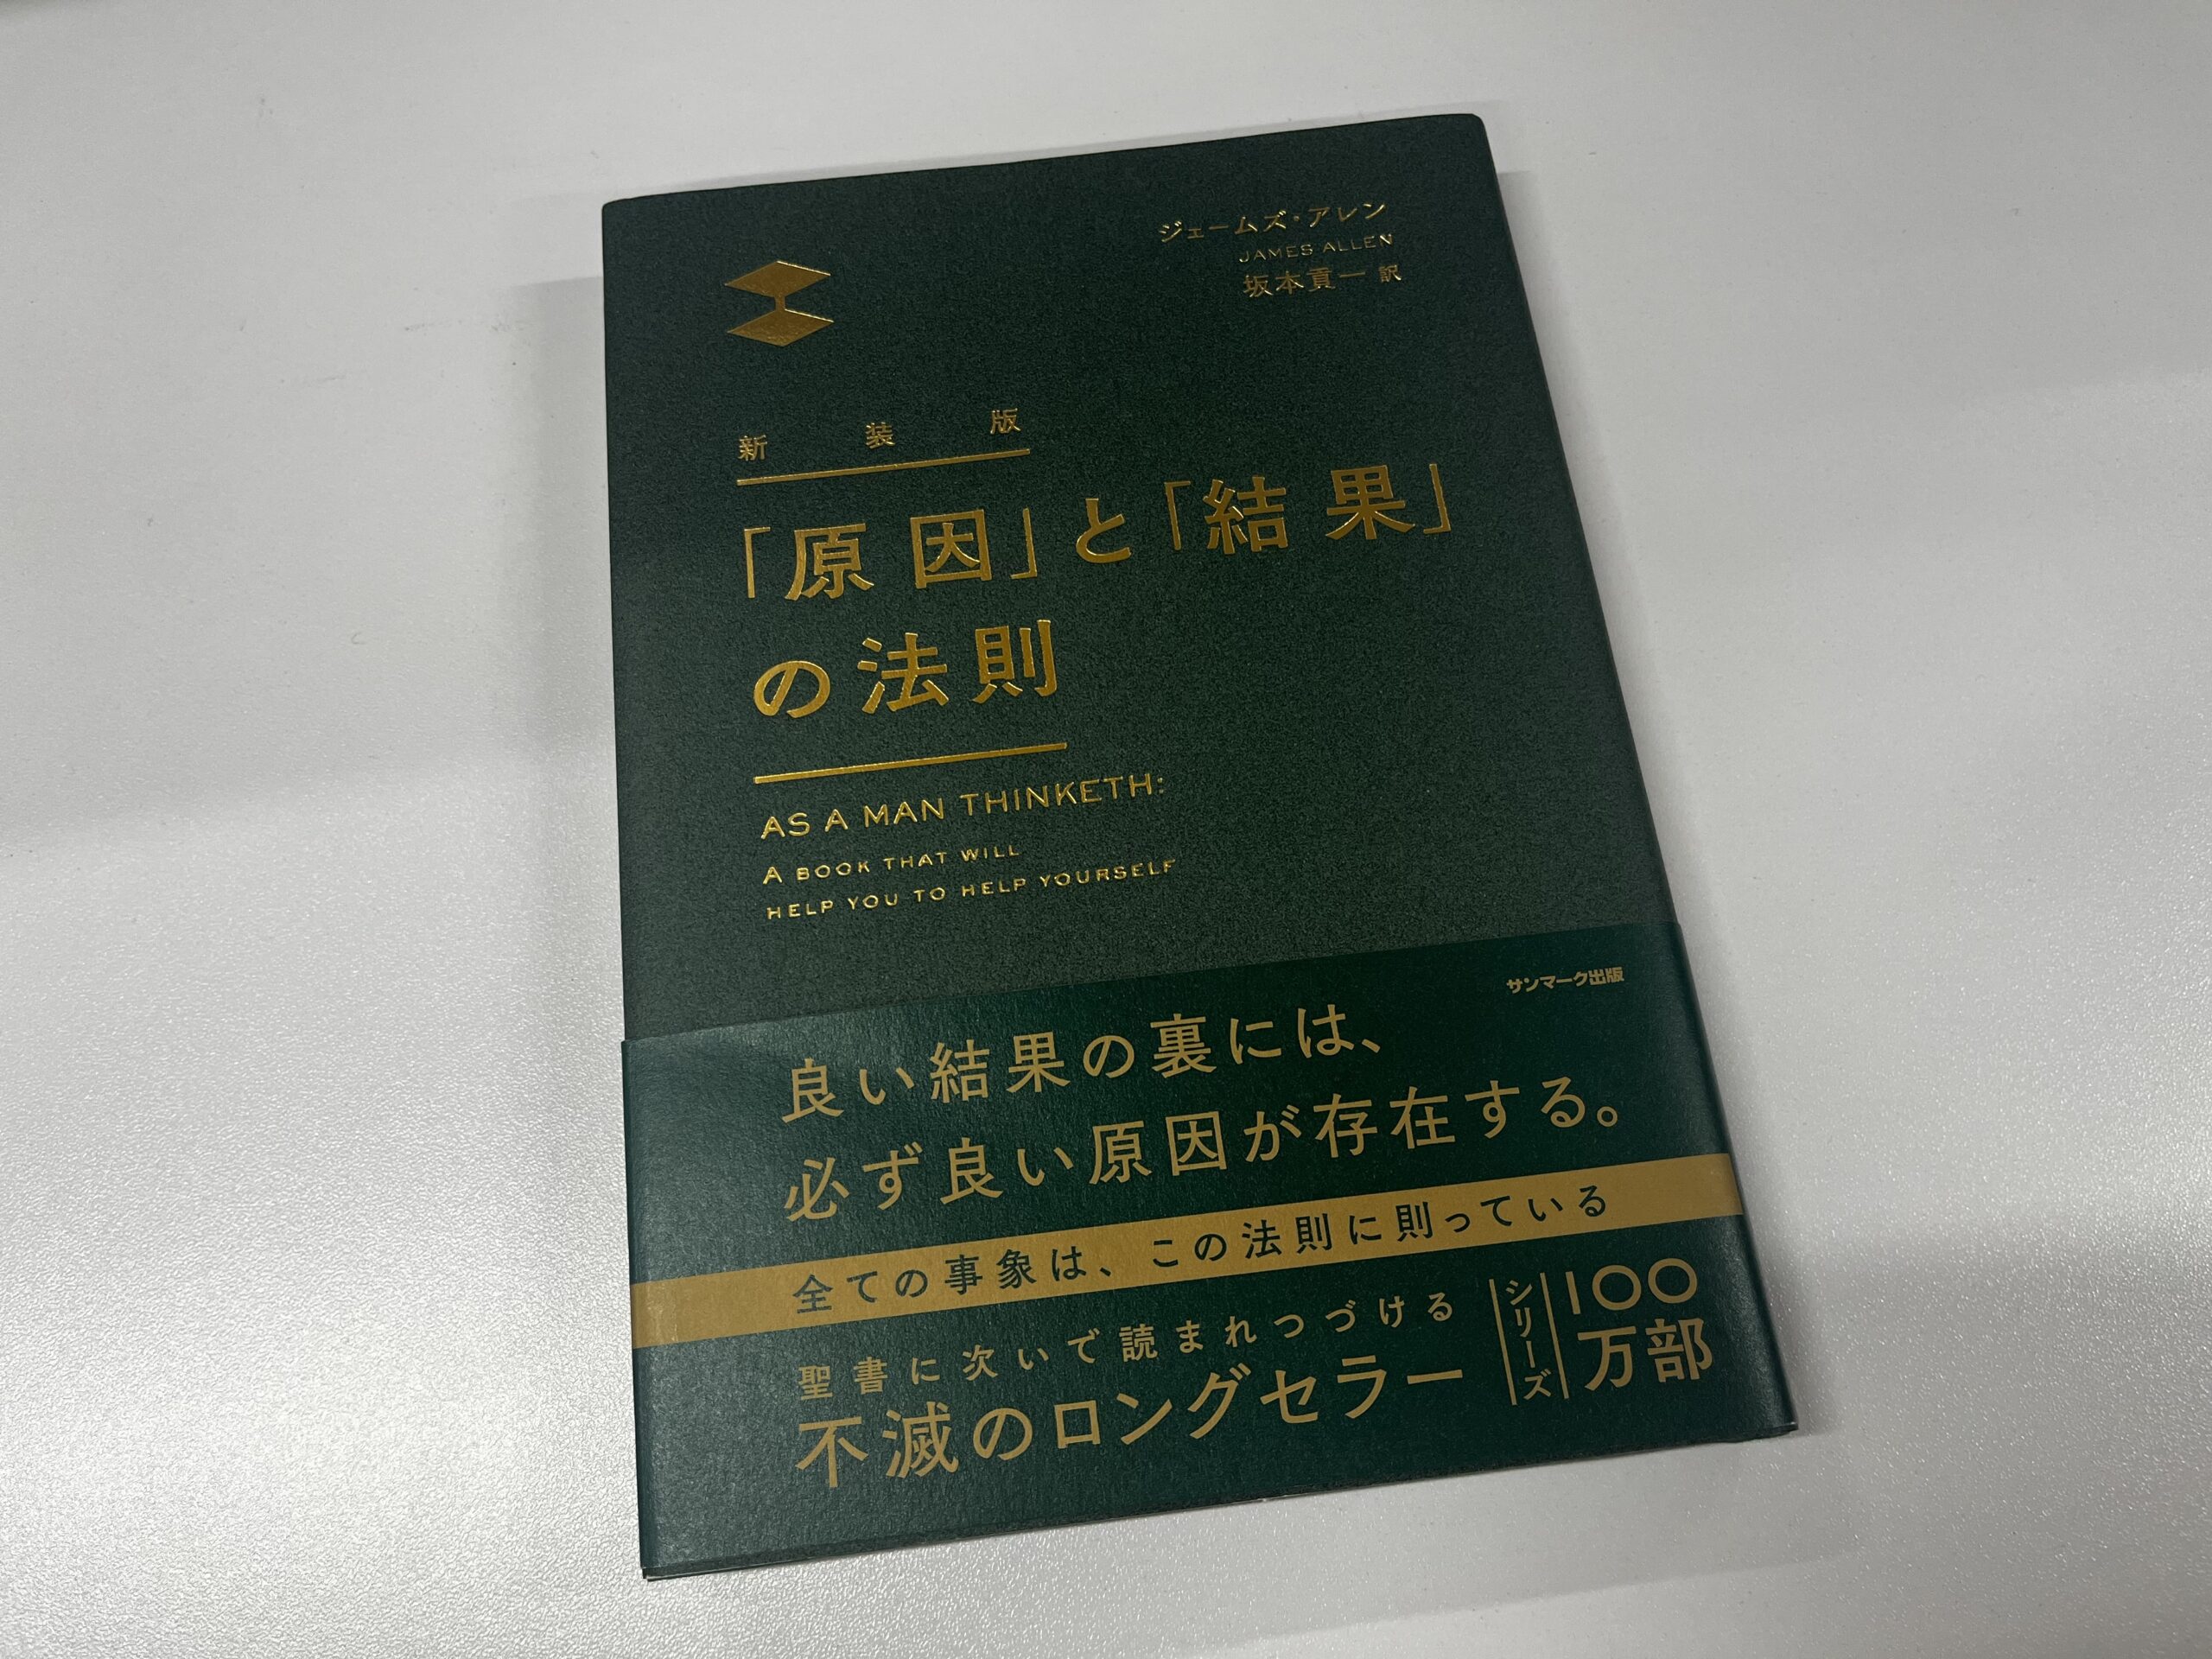 ジェームズ・アレン
JAMES ALLEN
坂本貢一 訳
新装版
「原因」と「結果」
の法則
AS A MAN THINKETH:
A BOOK THAT WILL
HELP YOU TO HELP YOURSELF
サンマーク出版
良い結果の裏には、
必ず良い原因が存在する。
全ての事象は、この法則に則っている
聖書に次いで読まれつづける
不滅のロングセラー
シリーズ
100
万部